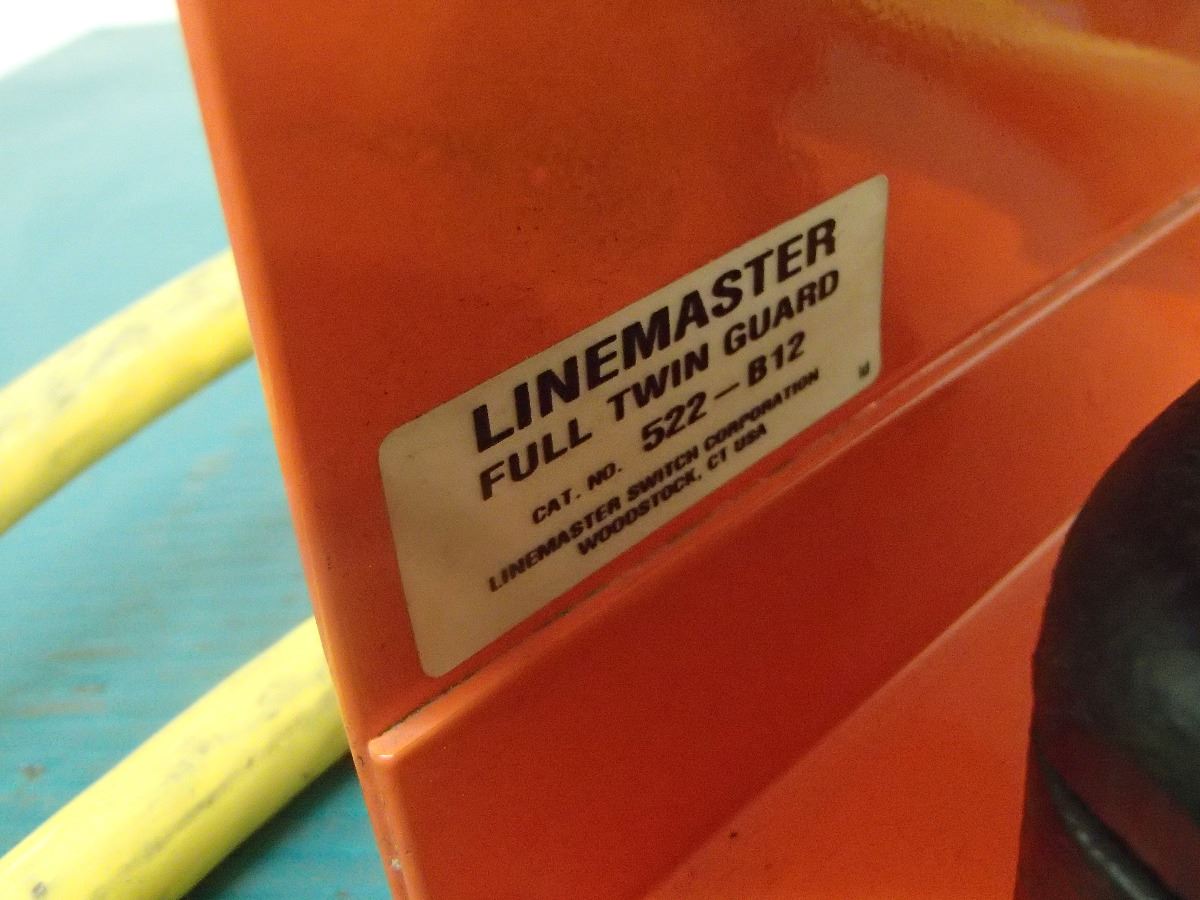 LINEMASTER
FULL TWIN GUARD
CAT. NO. 522-B12
LINEMASTER SWITCH CORPORATION
WOODSTOCK, CT USA